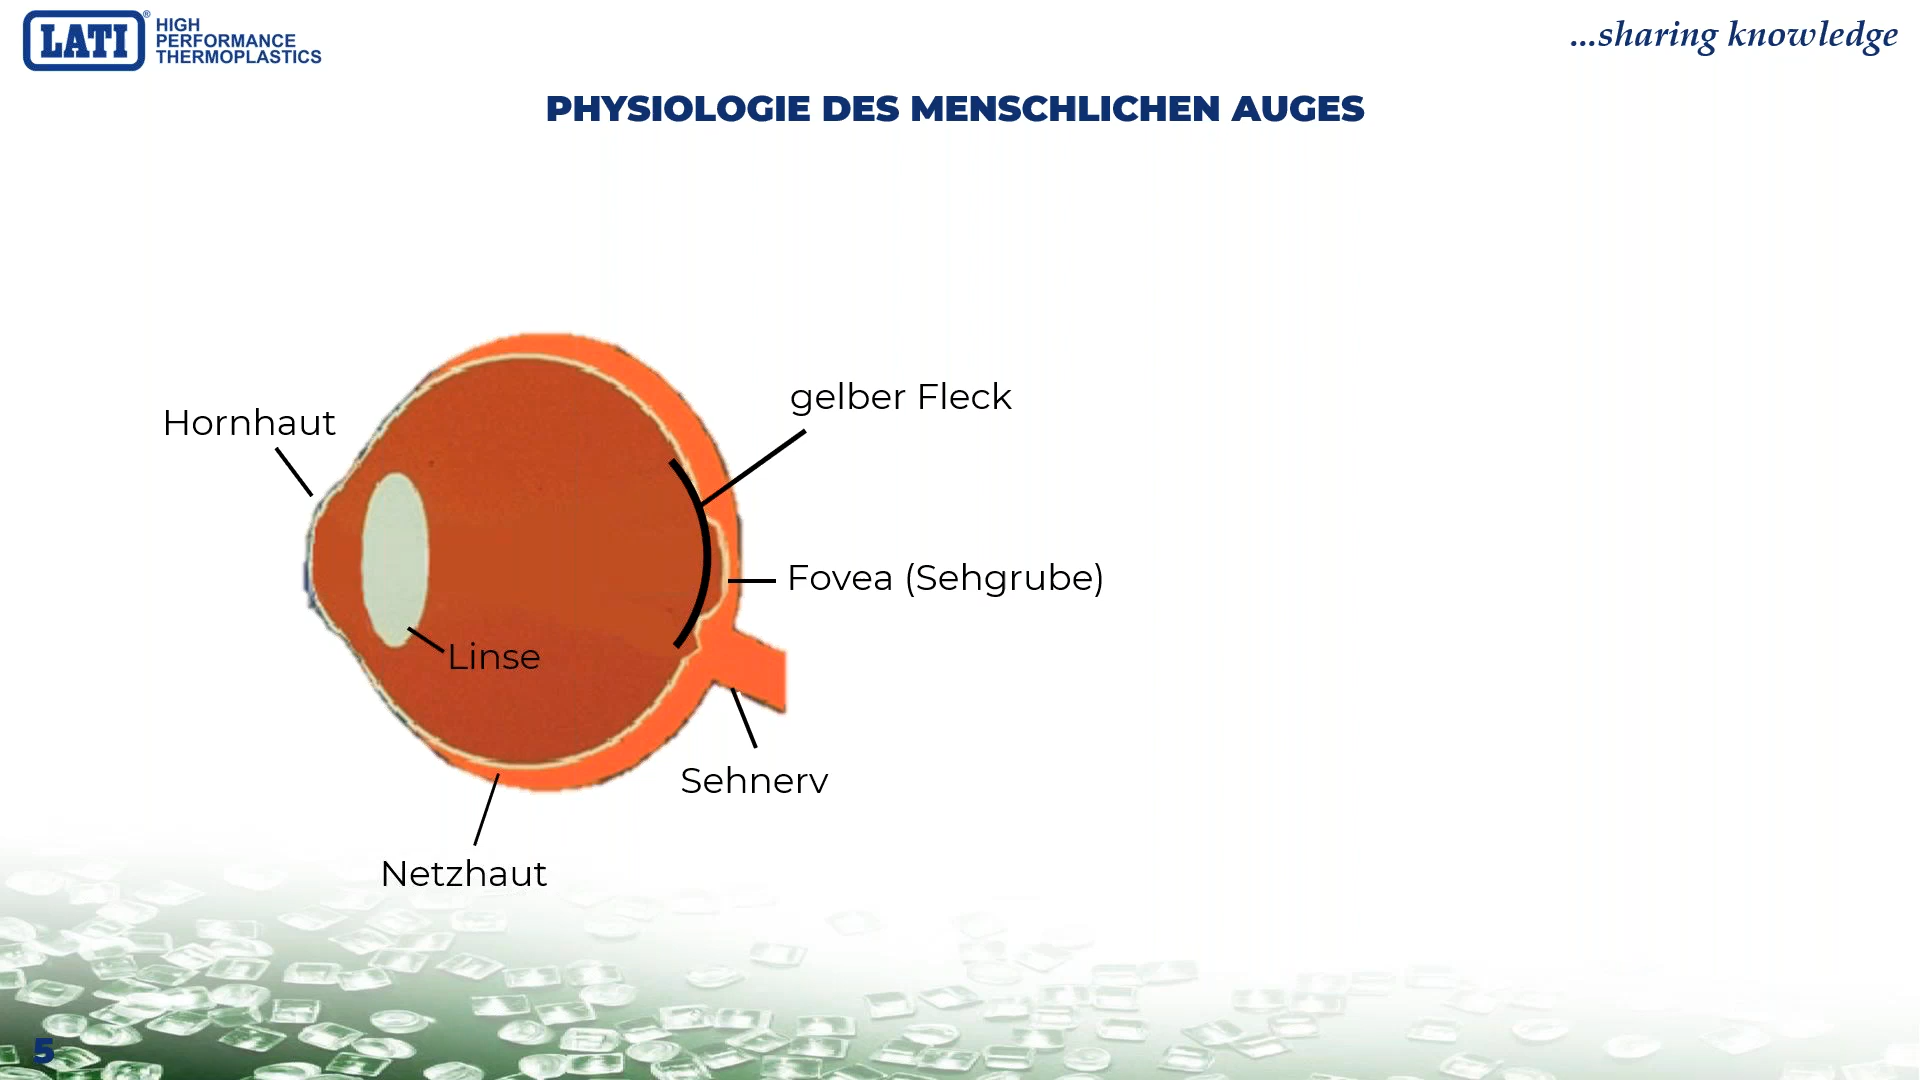 LATI®
HIGH
PERFORMANCE
THERMOPLASTICS
...sharing knowledge
PHYSIOLOGIE DES MENSCHLICHEN AUGES
gelber Fleck
Hornhaut
Fovea (Sehgrube)
Linse
Sehnerv
Netzhaut
5